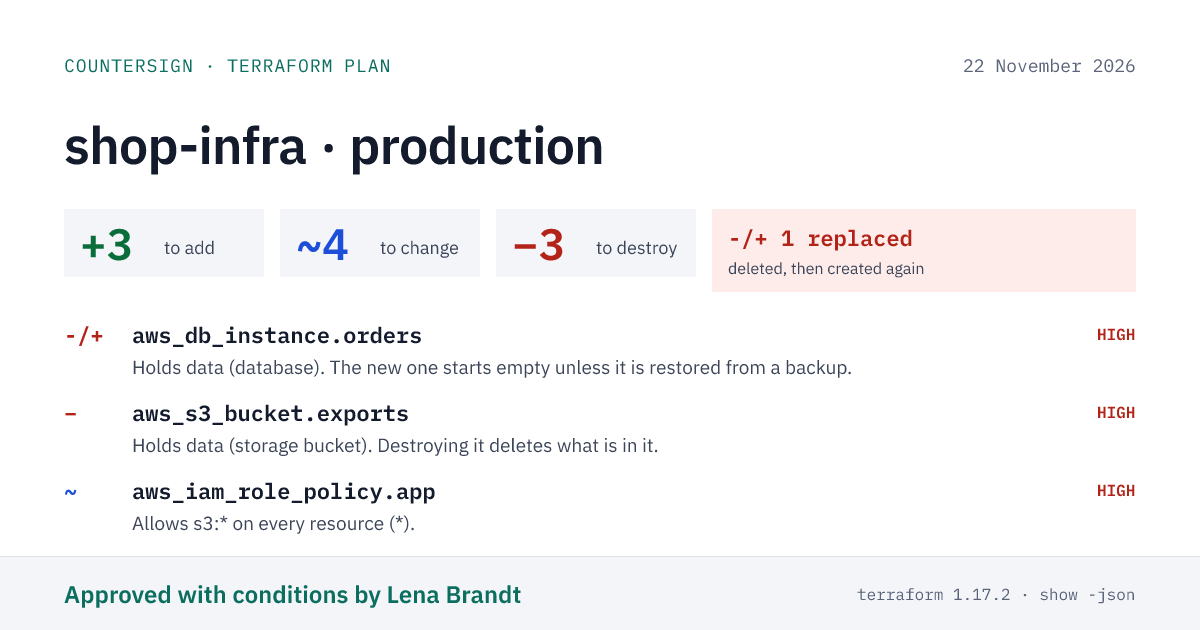 COUNTERSIGN · TERRAFORM PLAN
22 November 2026
shop-infra · production
+3 to add
~4 to change
−3 to destroy
-/+ 1 replaced
deleted, then created again
-/+ aws_db_instance.orders HIGH
Holds data (database). The new one starts empty unless it is restored from a backup.
− aws_s3_bucket.exports HIGH
Holds data (storage bucket). Destroying it deletes what is in it.
~ aws_iam_role_policy.app HIGH
Allows s3:* on every resource (*).
Approved with conditions by Lena Brandt
terraform 1.17.2 · show -json